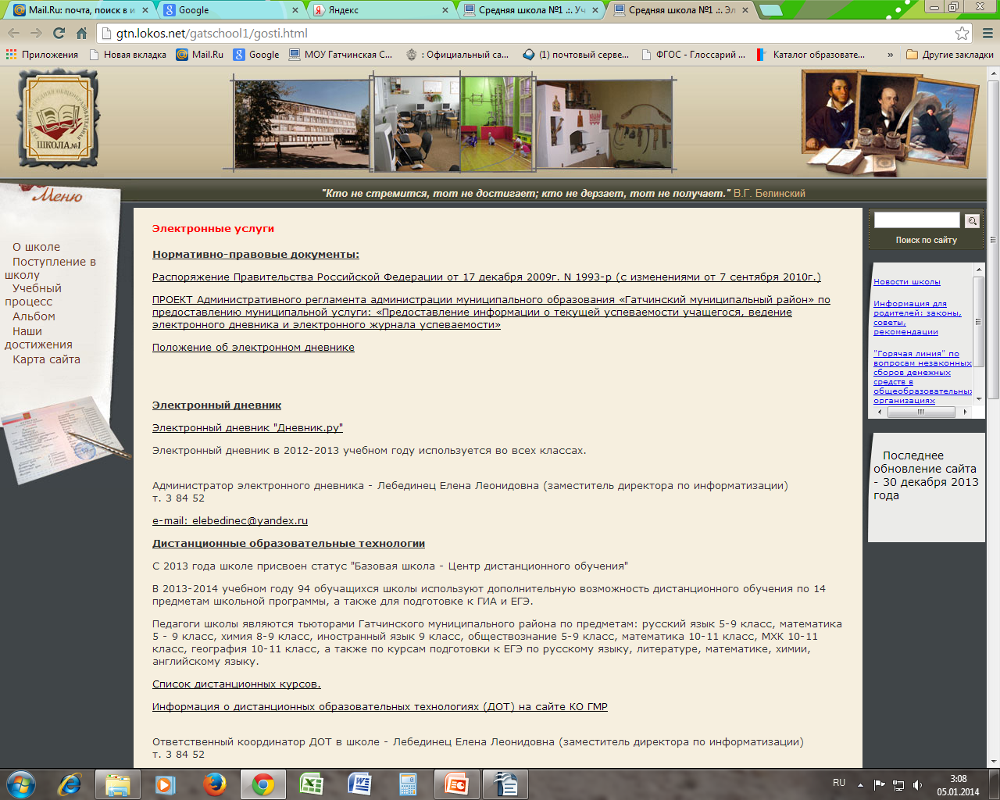 Mail.Ru: почта, поиск в и
Google
Яндекс
Средняя школа №1 .:. Уч
Средняя школа №1 .:. Эл
gtn.lokos.net/gatschool1/gosti.html
Приложения
Новая вкладка
Mail.Ru
Google
МОУ Гатчинская С...
: Официальный са...
(1) почтовый серве...
ФГОС - Глоссарий ...
Каталог образовате...
»
Другие закладки
ШКОЛА №1
"Кто не стремится, тот не достигает; кто не дерзает, тот не получает." В.Г. Белинский
Меню
О школе
Поступление в
школу
Учебный
процесс
Альбом
Наши
достижения
Карта сайта
Электронные услуги
Нормативно-правовые документы:
Распоряжение Правительства Российской Федерации от 17 декабря 2009г. N 1993-р (с изменениями от 7 сентября 2010г.)
ПРОЕКТ Административного регламента администрации муниципального образования «Гатчинский муниципальный район» по
предоставлению муниципальной услуги: «Предоставление информации о текущей успеваемости учащегося, ведение
электронного дневника и электронного журнала успеваемости»
Положение об электронном дневнике
Электронный дневник
Электронный дневник "Дневник.ру"
Электронный дневник в 2012-2013 учебном году используется во всех классах.
Администратор электронного дневника - Лебединец Елена Леонидовна (заместитель директора по информатизации)
т. 3 84 52
e-mail: elebedinec@yandex.ru
Дистанционные образовательные технологии
С 2013 года школе присвоен статус "Базовая школа - Центр дистанционного обучения"
В 2013-2014 учебном году 94 обучащихся школы используют дополнительную возможность дистанционного обучения по 14
предметам школьной программы, а также для подготовке к ГИА и ЕГЭ.
Педагоги школы являются тьюторами Гатчинского муниципального района по предметам: русский язык 5-9 класс, математика
5 - 9 класс, химия 8-9 класс, иностранный язык 9 класс, обществознание 5-9 класс, математика 10-11 класс, МХК 10-11
класс, география 10-11 класс, а также по курсам подготовки к ЕГЭ по русскому языку, литературе, математике, химии,
английскому языку.
Список дистанционных курсов.
Информация о дистанционных образовательных технологиях (ДОТ) на сайте КО ГМР
Ответственный координатор ДОТ в школе - Лебединец Елена Леонидовна (заместитель директора по информатизации)
т. 3 84 52
Поиск по сайту
Новости школы
Информация для
родителей: законы,
советы,
рекомендации
"Горячая линия" по
вопросам незаконных
сборов денежных
средств в
общеобразовательных
организациях
Последнее
обновление сайта
- 30 декабря 2013
года
RU
3:08
05.01.2014